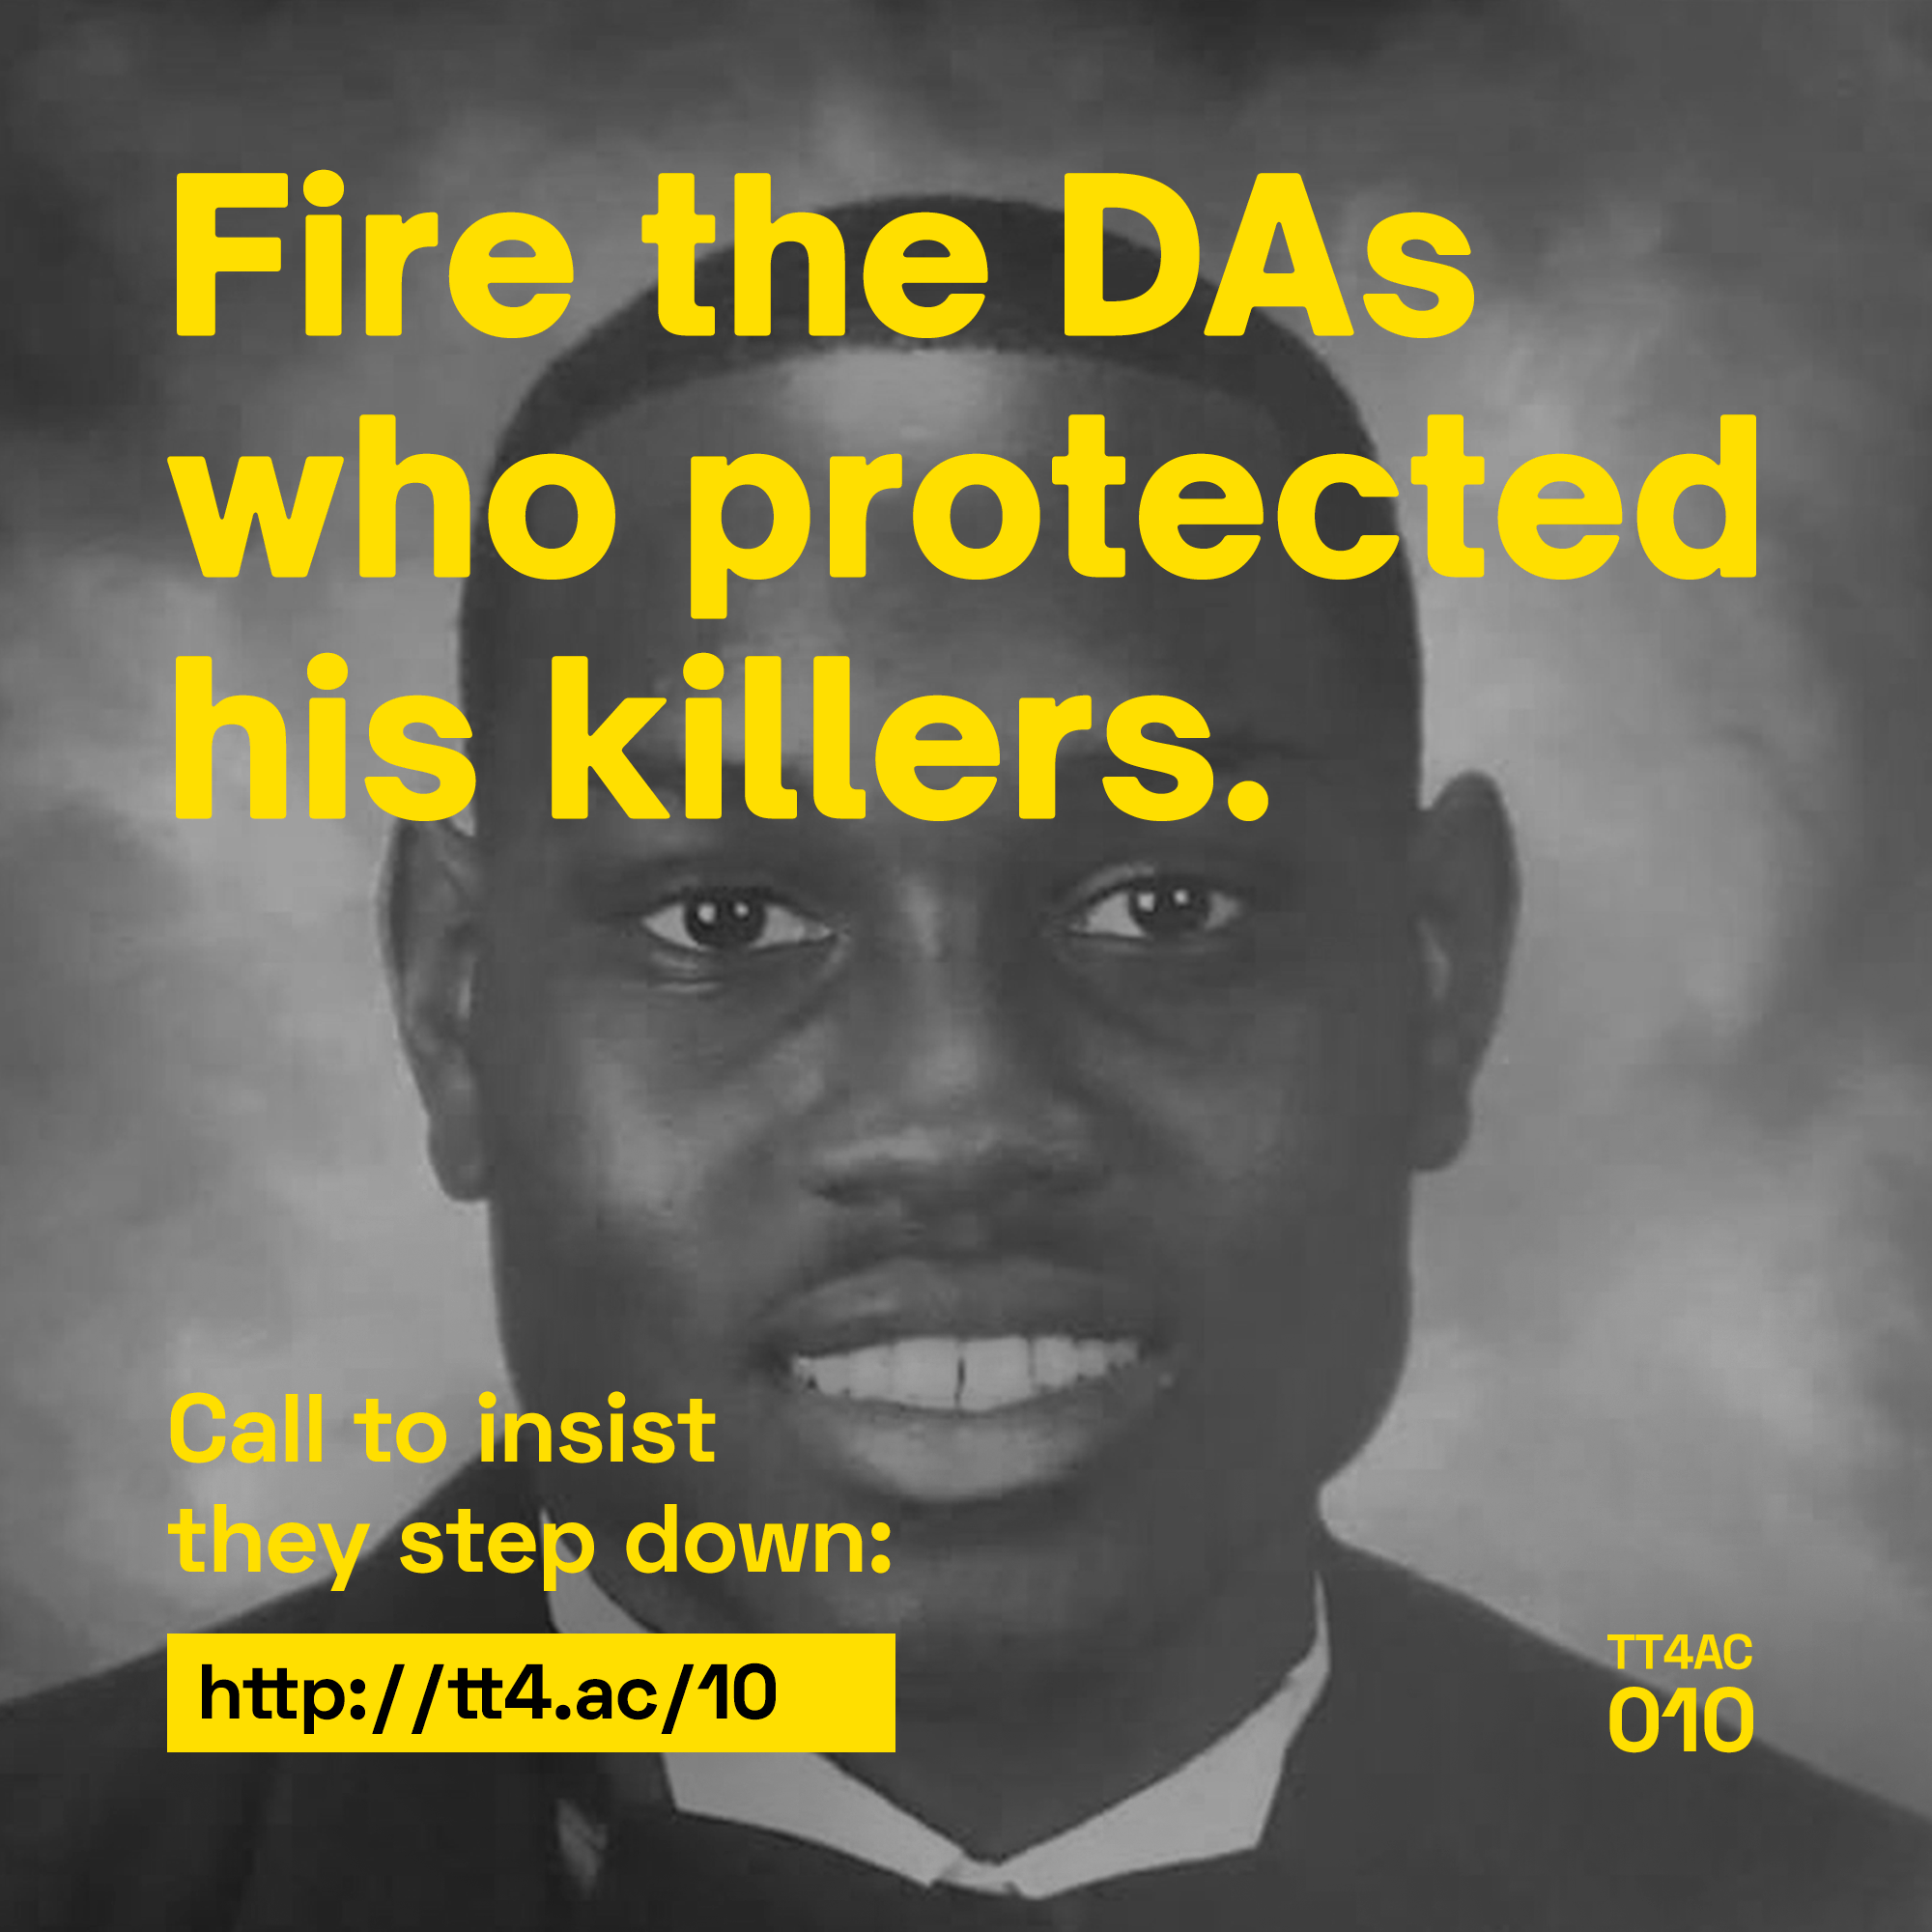 Fire the DAs
who protected
his killers.
Call to insist
they step down:
http://tt4.ac/10
TT4AC
010